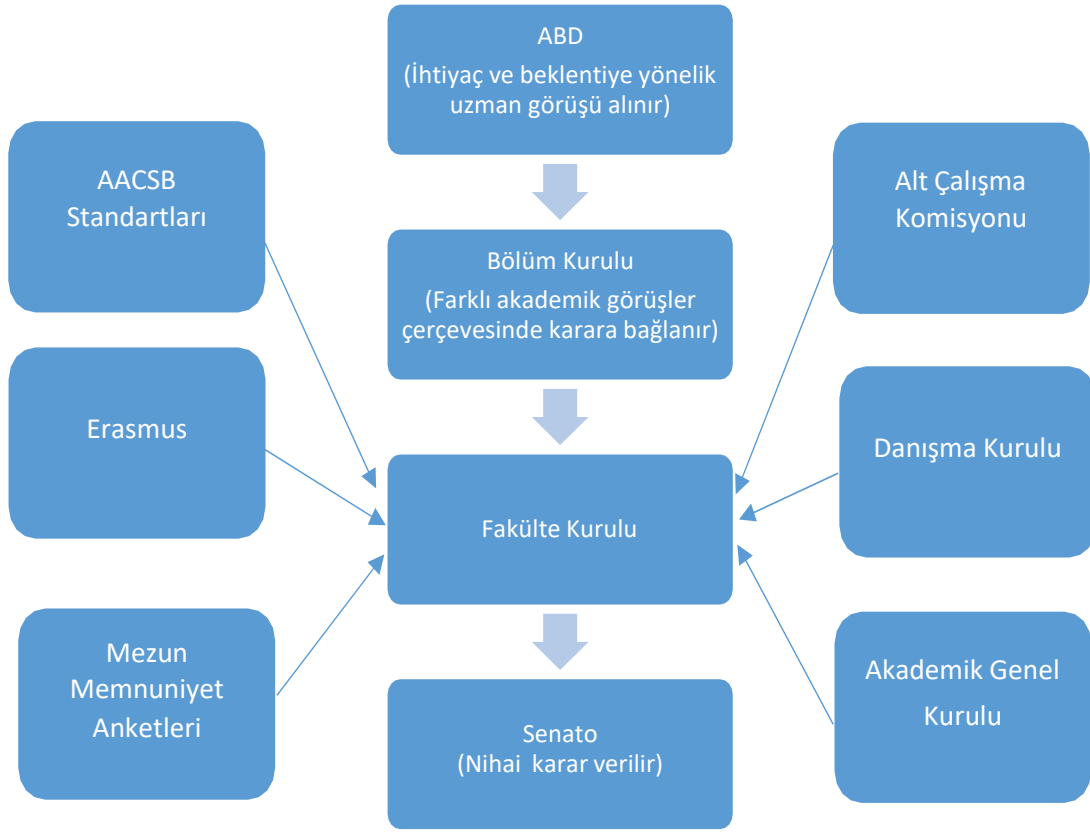 ABD
(İhtiyaç ve beklentiye yönelik
uzman görüşü alınır)
AACSB
Standartları
Alt Çalışma
Komisyonu
Bölüm Kurulu
(Farklı akademik görüşler
çerçevesinde karara bağlanır)
Erasmus
Danışma Kurulu
Fakülte Kurulu
Mezun
Memnuniyet
Anketleri
Akademik Genel
Kurulu
Senato
(Nihai karar verilir)